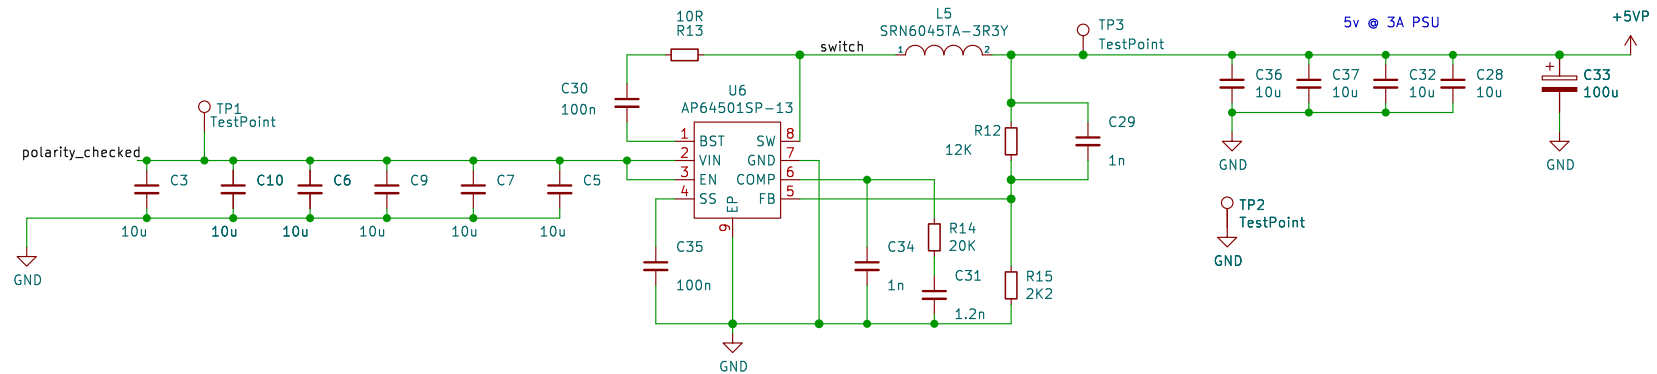 10R
R13
L5
SRN6045TA-3R3Y
switch
1
2
TP3
TestPoint
5v @ 3A PSU
+5VP
C30
100n
U6
AP64501SP-13
C36
10u
C37
10u
C32
10u
C28
10u
+
C33
100u
TP1
TestPoint
polarity_checked
1
BST
2
VIN
3
EN
4
SS
SW
8
GND
7
COMP
6
FB
5
EP
9
R12
12K
C29
1n
GND
GND
C3
10u
C10
10u
C6
10u
C9
10u
C7
10u
C5
10u
GND
C35
100n
C34
1n
R14
20K
C31
1.2n
R15
2K2
TP2
TestPoint
GND
GND